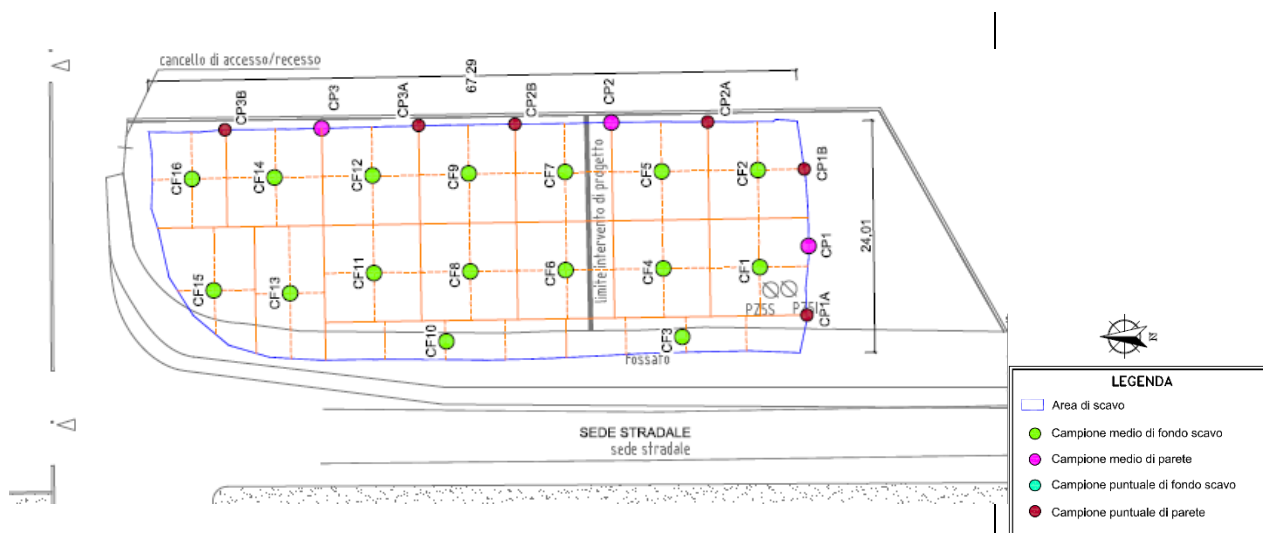 cancello di accesso/recesso
67.29
CP3B
CP3
CP3A
CP2B
CP2
CP2A
CF16
CF14
CF12
CF9
CF7
CF5
CF2
CP1B
limite intervento di progetto
24,01
CP1
CF15
CF13
CF11
CF8
CF6
CF4
CF1
PZ5S
PZ5I
CP1A
CF10
CF3
fossato
SEDE STRADALE
sede stradale
N
LEGENDA
Area di scavo
Campione medio di fondo scavo
Campione medio di parete
Campione puntuale di fondo scavo
Campione puntuale di parete